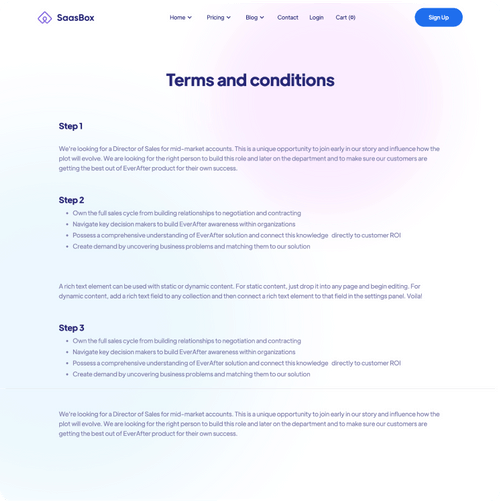 SaasBox
Home Pricing Blog Contact Login Cart (0)
Sign Up
Terms and conditions
Step 1
We're looking for a Director of Sales for mid-market accounts. This is a unique opportunity to join early in our story and influence how the
plot will evolve. We are looking for the right person to build this role and later on the department and to make sure our customers are
getting the best out of EverAfter product for their own success.
Step 2
• Own the full sales cycle from building relationships to negotiation and contracting
• Navigate key decision makers to build EverAfter awareness within organizations
• Possess a comprehensive understanding of EverAfter solution and connect this knowledge directly to customer ROI
• Create demand by uncovering business problems and matching them to our solution
A rich text element can be used with static or dynamic content. For static content, just drop it into any page and begin editing. For
dynamic content, add a rich text field to any collection and then connect a rich text element to that field in the settings panel. Voila!
Step 3
• Own the full sales cycle from building relationships to negotiation and contracting
• Navigate key decision makers to build EverAfter awareness within organizations
• Possess a comprehensive understanding of EverAfter solution and connect this knowledge directly to customer ROI
• Create demand by uncovering business problems and matching them to our solution
We're looking for a Director of Sales for mid-market accounts. This is a unique opportunity to join early in our story and influence how the
plot will evolve. We are looking for the right person to build this role and later on the department and to make sure our customers are
getting the best out of EverAfter product for their own success.